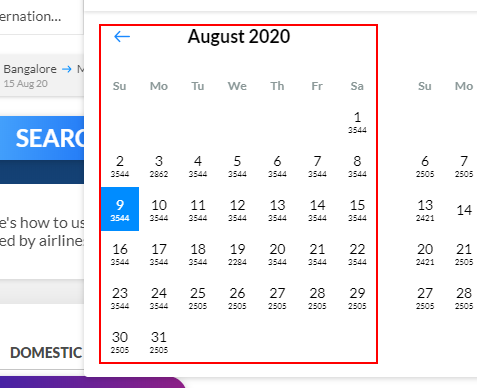 ernation...
Bangalore → M
15 Aug 20
SEARC
e's how to us
ed by airline
DOMESTIC
← August 2020
Su Mo Tu We Th Fr Sa
1
3544
2 3 4 5 6 7 8
3544 2862 3544 3544 3544 3544 3544
9 10 11 12 13 14 15
3544 3544 3544 3544 3544 3544 3544
16 17 18 19 20 21 22
3544 3544 3544 2284 3544 3544 3544
23 24 25 26 27 28 29
3544 3544 2505 2505 2505 2505 2505
30 31
2505 2505
Su Mo
6 7
2505 2505
13 14
2421
20 21
2421 2505
27 28
2505 2505